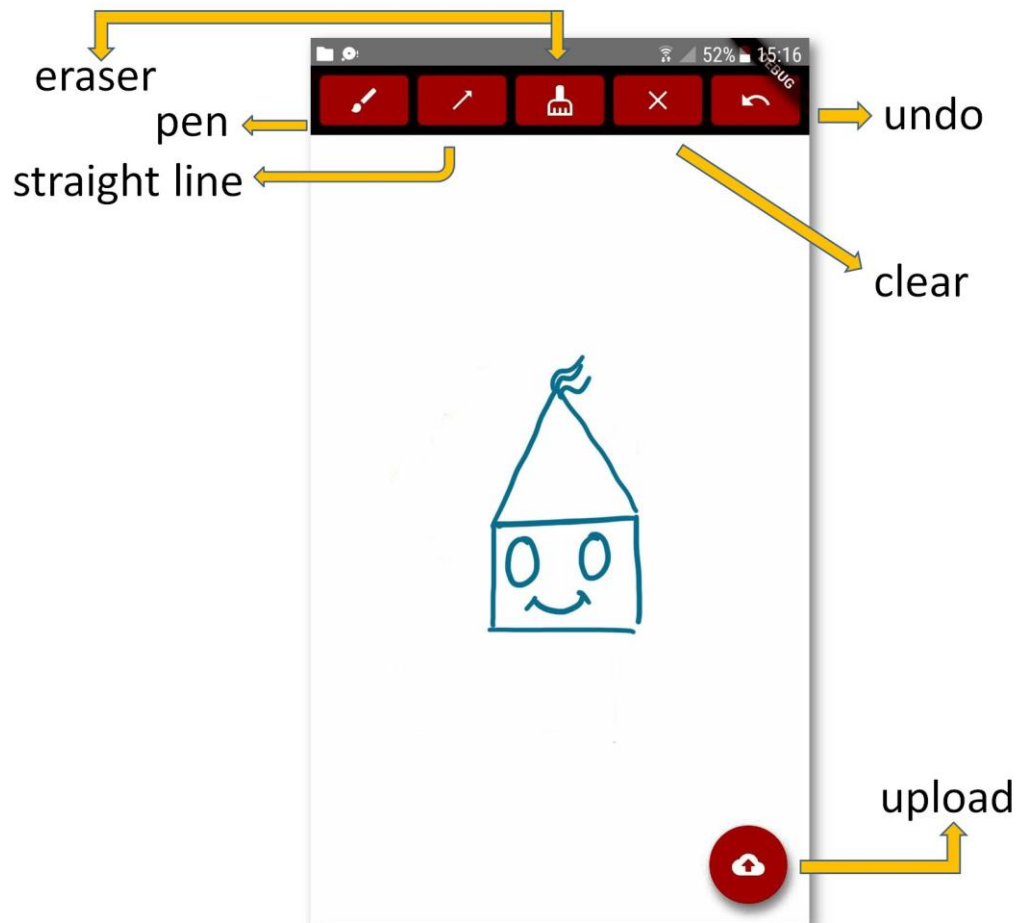 eraser
52% 15:16
DEBUG
pen
undo
straight line
clear
upload